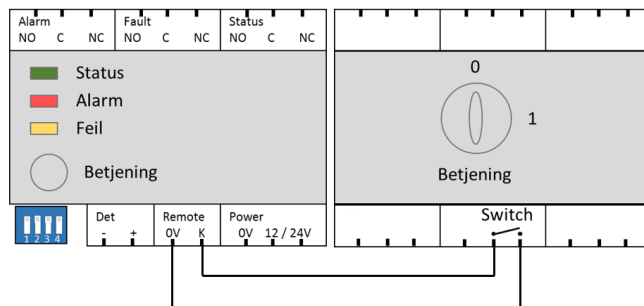 Alarm Fault Status
NO C NC NO C NC NO C NC
Status
Alarm
Feil
Betjening
0
1
Betjening
1 2 3 4
Det Remote Power
- + 0V K 0V 12 / 24V
Switch